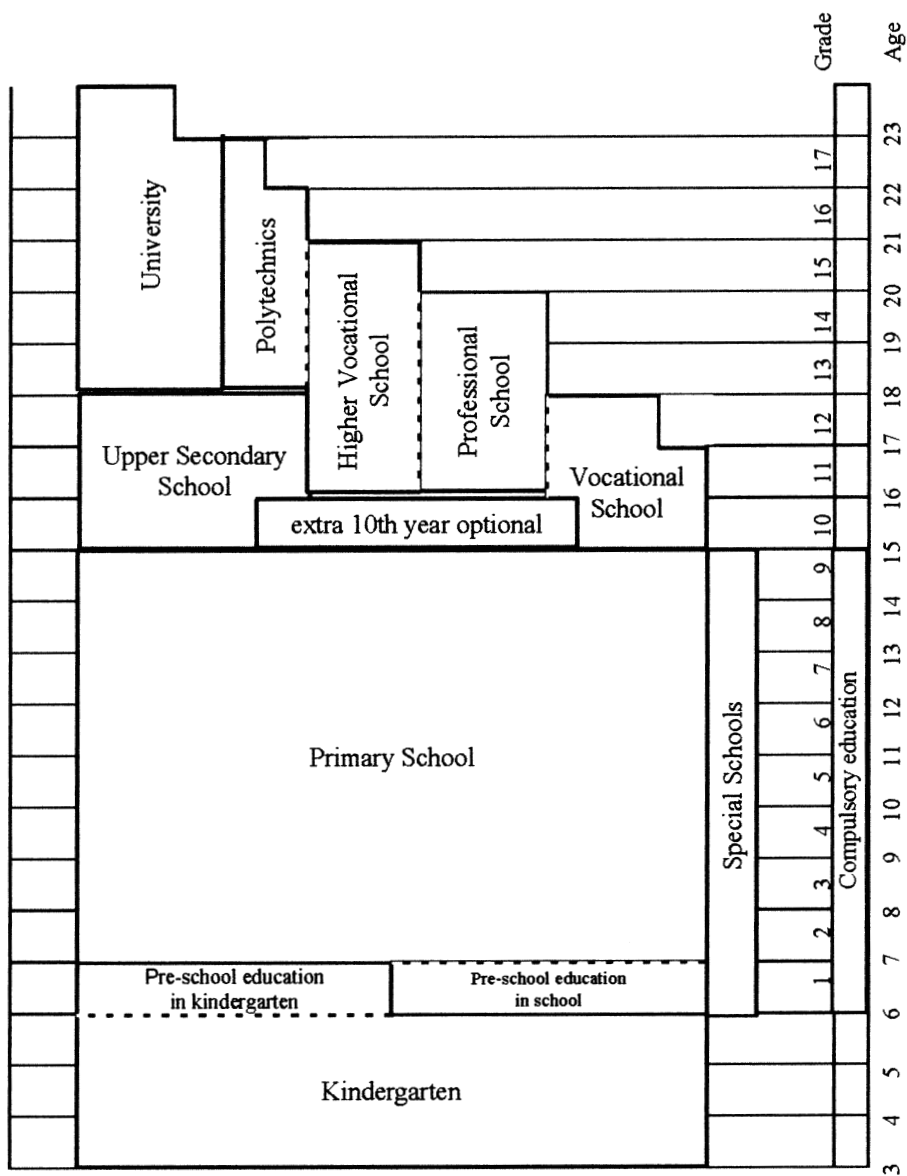 Grade
Age
University
Polytechnics
Higher Vocational
School
Professional
School
Upper Secondary
School
Vocational
School
extra 10th year optional
Primary School
Special Schools
Compulsory education
Pre-school education
in kindergarten
Pre-school education
in school
Kindergarten
17
16
15
14
13
12
11
10
9
8
7
6
5
4
3
2
1
23
22
21
20
19
18
17
16
15
14
13
12
11
10
9
8
7
6
5
4
3